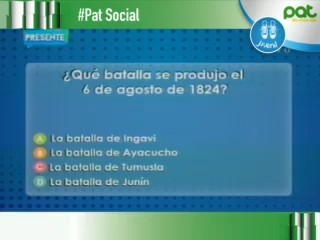 #Pat Social
pat
PRESENTE
Juvenil
¿Qué batalla se produjo el
6 de agosto de 1824?
A La batalla de Ingavi
B La batalla de Ayacucho
C La batalla de Tumusla
D La batalla de Junín